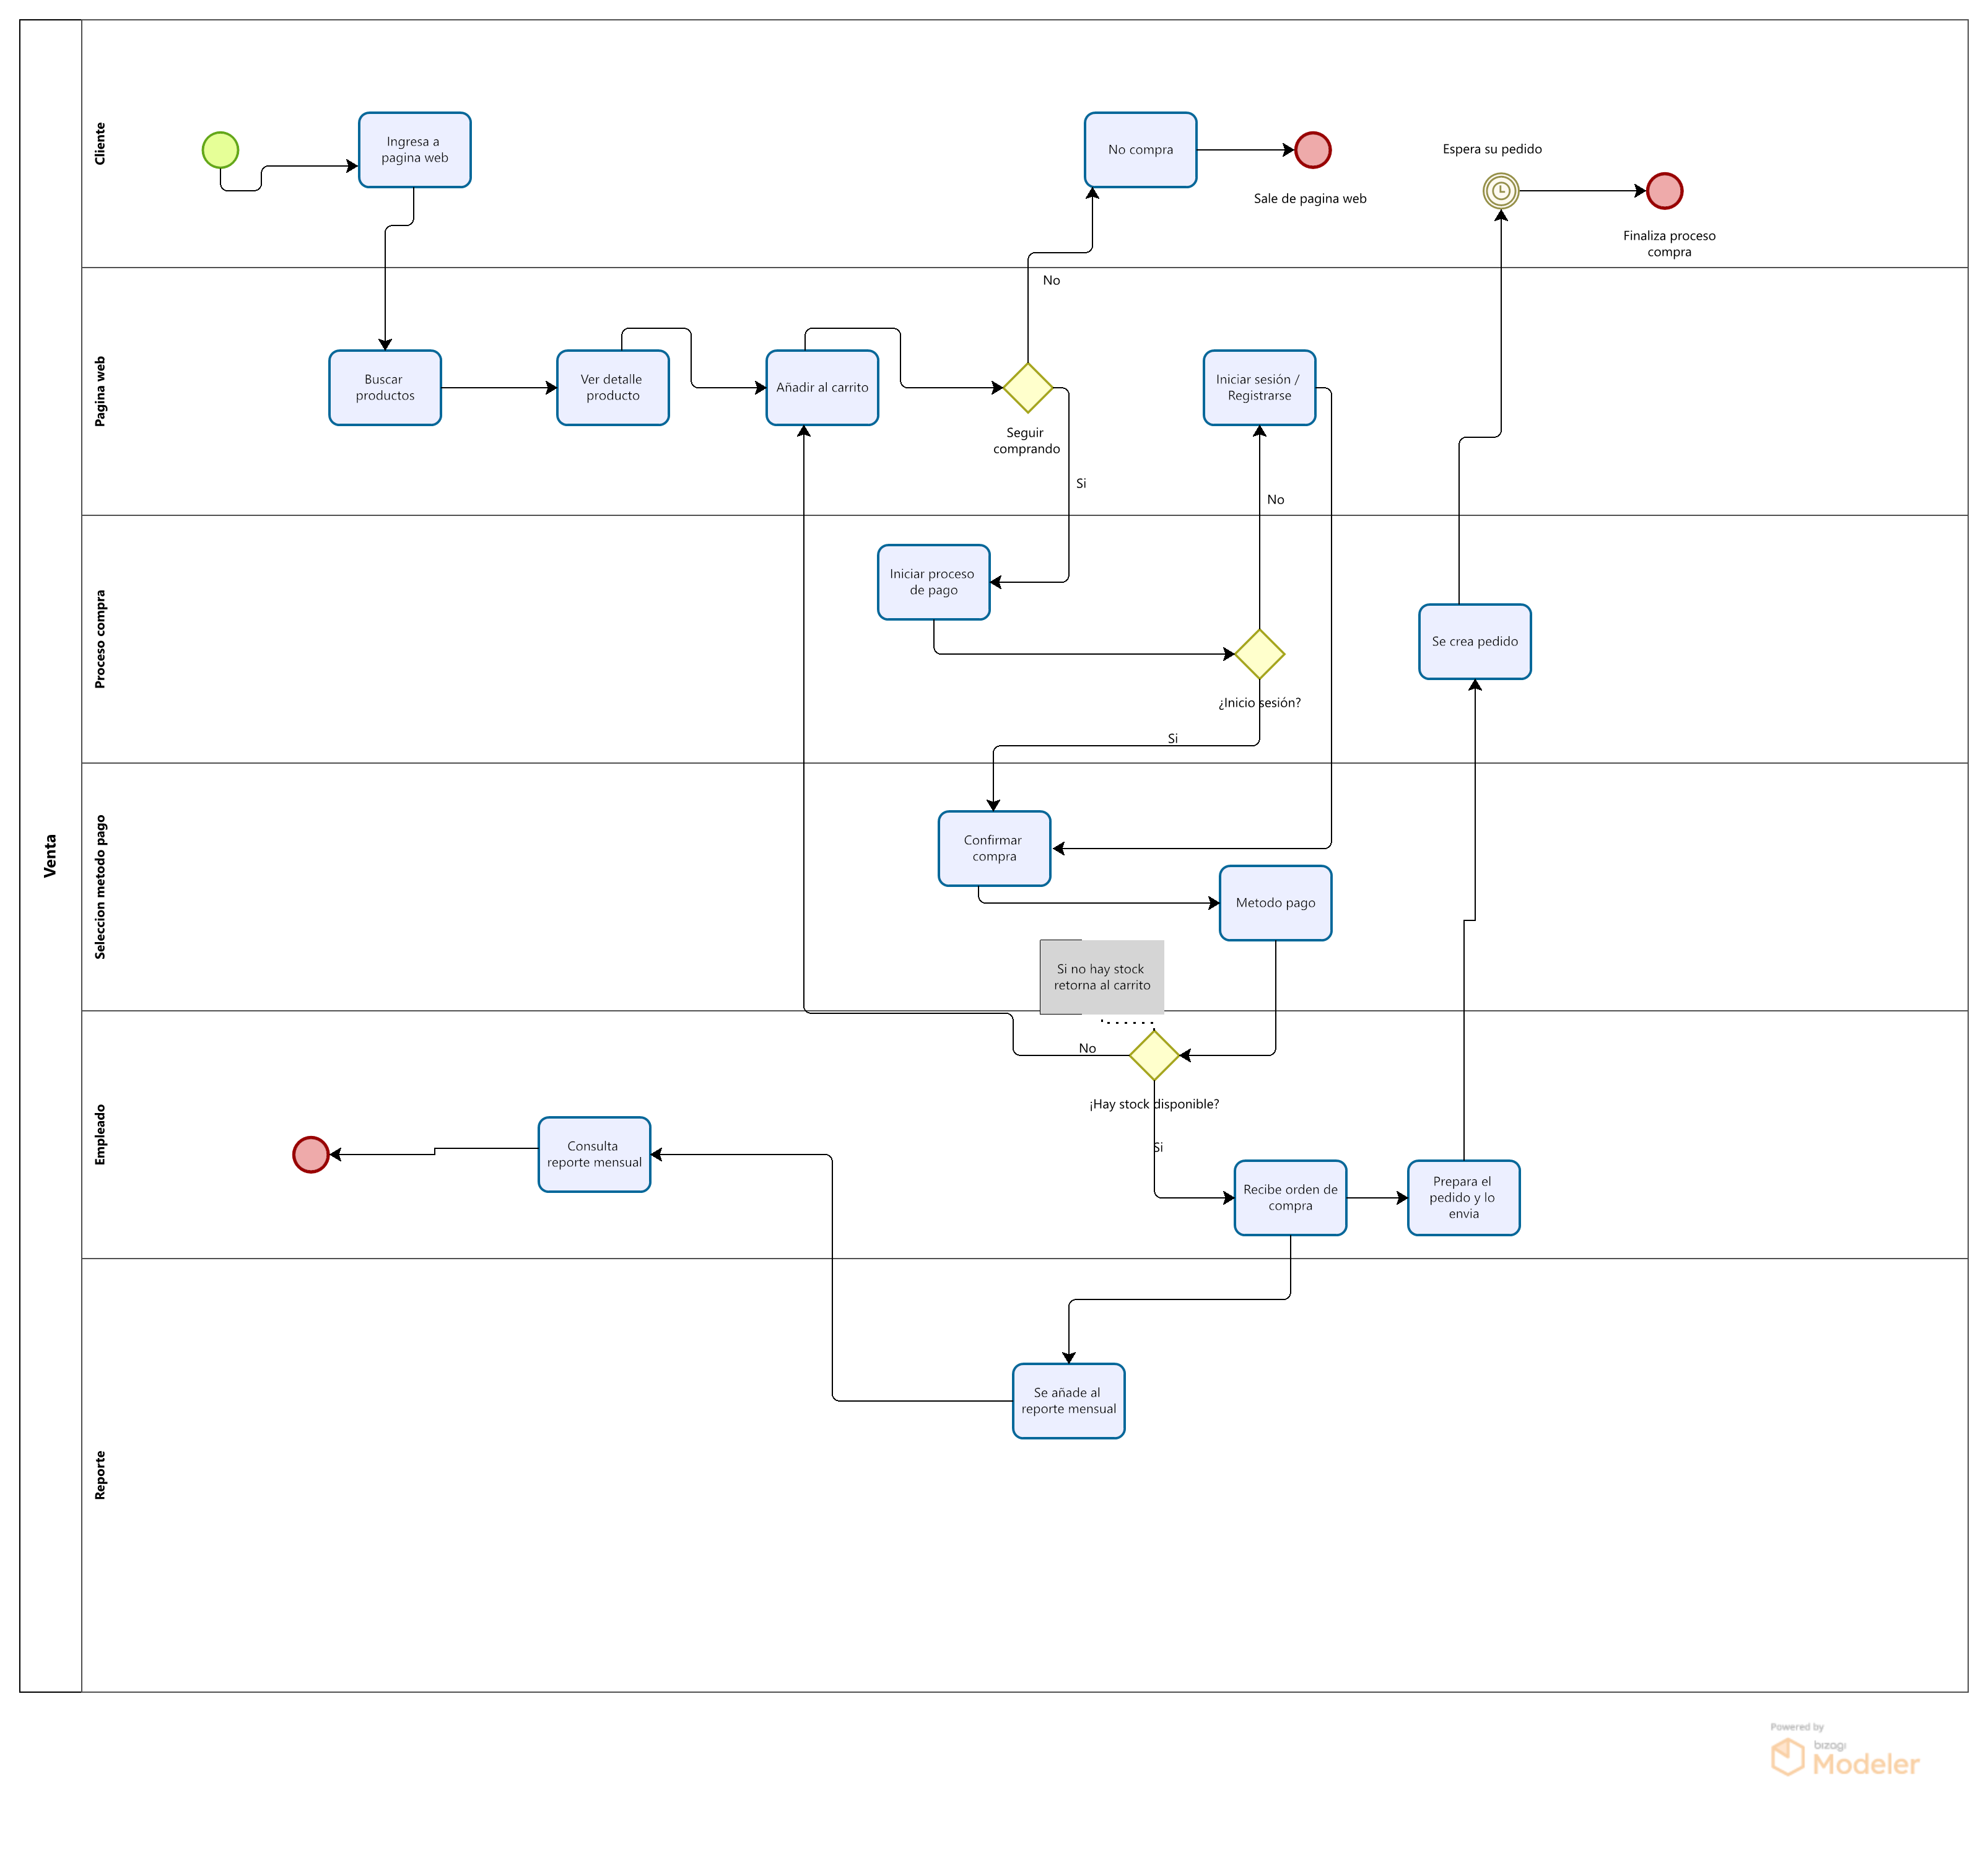 Venta
Cliente
Ingresa a
pagina web
No compra
Sale de pagina web
Espera su pedido
Finaliza proceso
compra
Pagina web
No
Buscar
productos
Ver detalle
producto
Añadir al carrito
Seguir
comprando
Iniciar sesión /
Registrarse
Si
No
Proceso compra
Iniciar proceso
de pago
Se crea pedido
¿Inicio sesión?
Si
Seleccion metodo pago
Confirmar
compra
Metodo pago
Si no hay stock
retorna al carrito
Empleado
No
¡Hay stock disponible?
Si
Consulta
reporte mensual
Recibe orden de
compra
Prepara el
pedido y lo
envia
Reporte
Se añade al
reporte mensual
Powered by
bizagi
Modeler